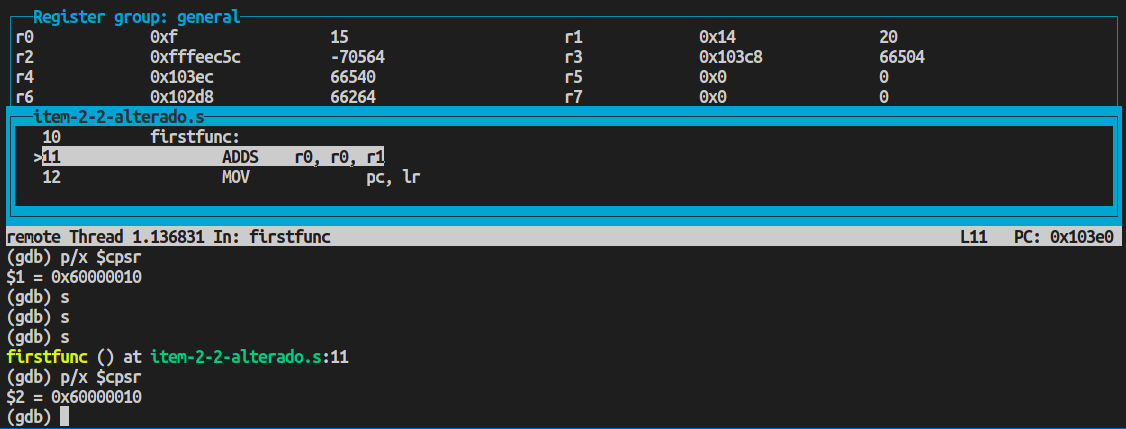 Register group: general
r0 0xf 15 r1 0x14 20
r2 0xfffeec5c -70564 r3 0x103c8 66504
r4 0x103ec 66540 r5 0x0 0
r6 0x102d8 66264 r7 0x0 0
item-2-2-alterado.s
10 firstfunc:
>11 ADDS r0, r0, r1
12 MOV pc, lr
remote Thread 1.136831 In: firstfunc L11 PC: 0x103e0
(gdb) p/x $cpsr
$1 = 0x60000010
(gdb) s
(gdb) s
(gdb) s
firstfunc () at item-2-2-alterado.s:11
(gdb) p/x $cpsr
$2 = 0x60000010
(gdb)